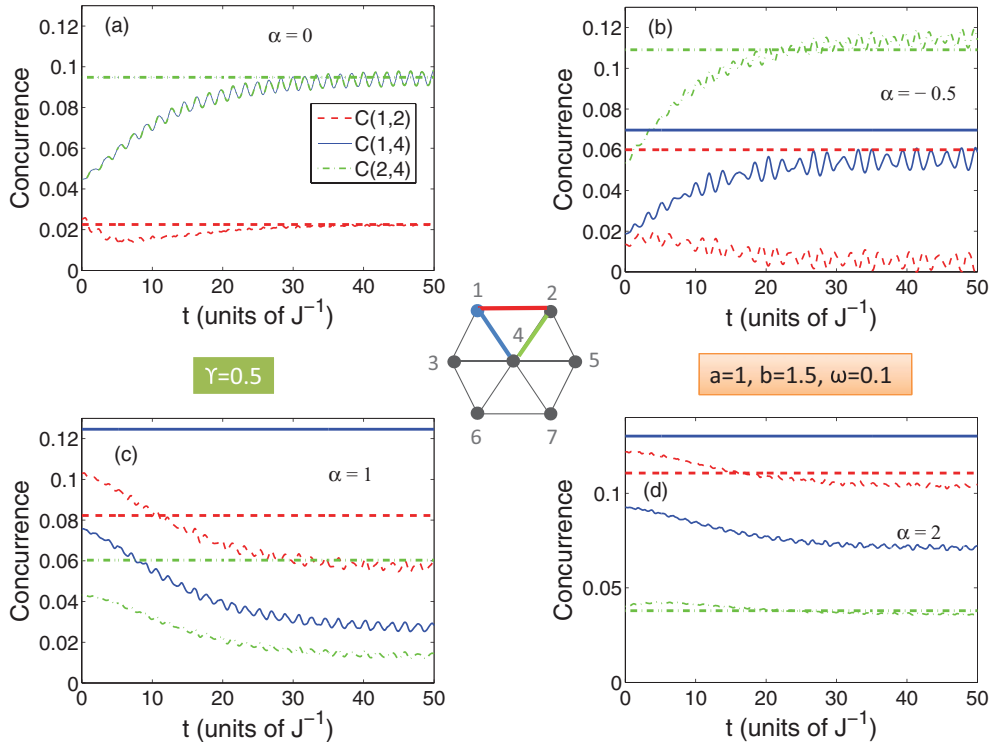 (a)
α = 0
Concurrence
0.12
0.1
0.08
0.06
0.04
0.02
0
C(1,2)
C(1,4)
C(2,4)
0 10 20 30 40 50
t (units of J⁻¹)
(b)
α = − 0.5
Concurrence
0.12
0.1
0.08
0.06
0.04
0.02
0
0 10 20 30 40 50
t (units of J⁻¹)
1 2
4
3 5
6 7
ϒ=0.5
a=1, b=1.5, ω=0.1
(c)
α = 1
Concurrence
0.12
0.1
0.08
0.06
0.04
0.02
0
0 10 20 30 40 50
t (units of J⁻¹)
(d)
α = 2
Concurrence
0.1
0.05
0
0 10 20 30 40 50
t (units of J⁻¹)